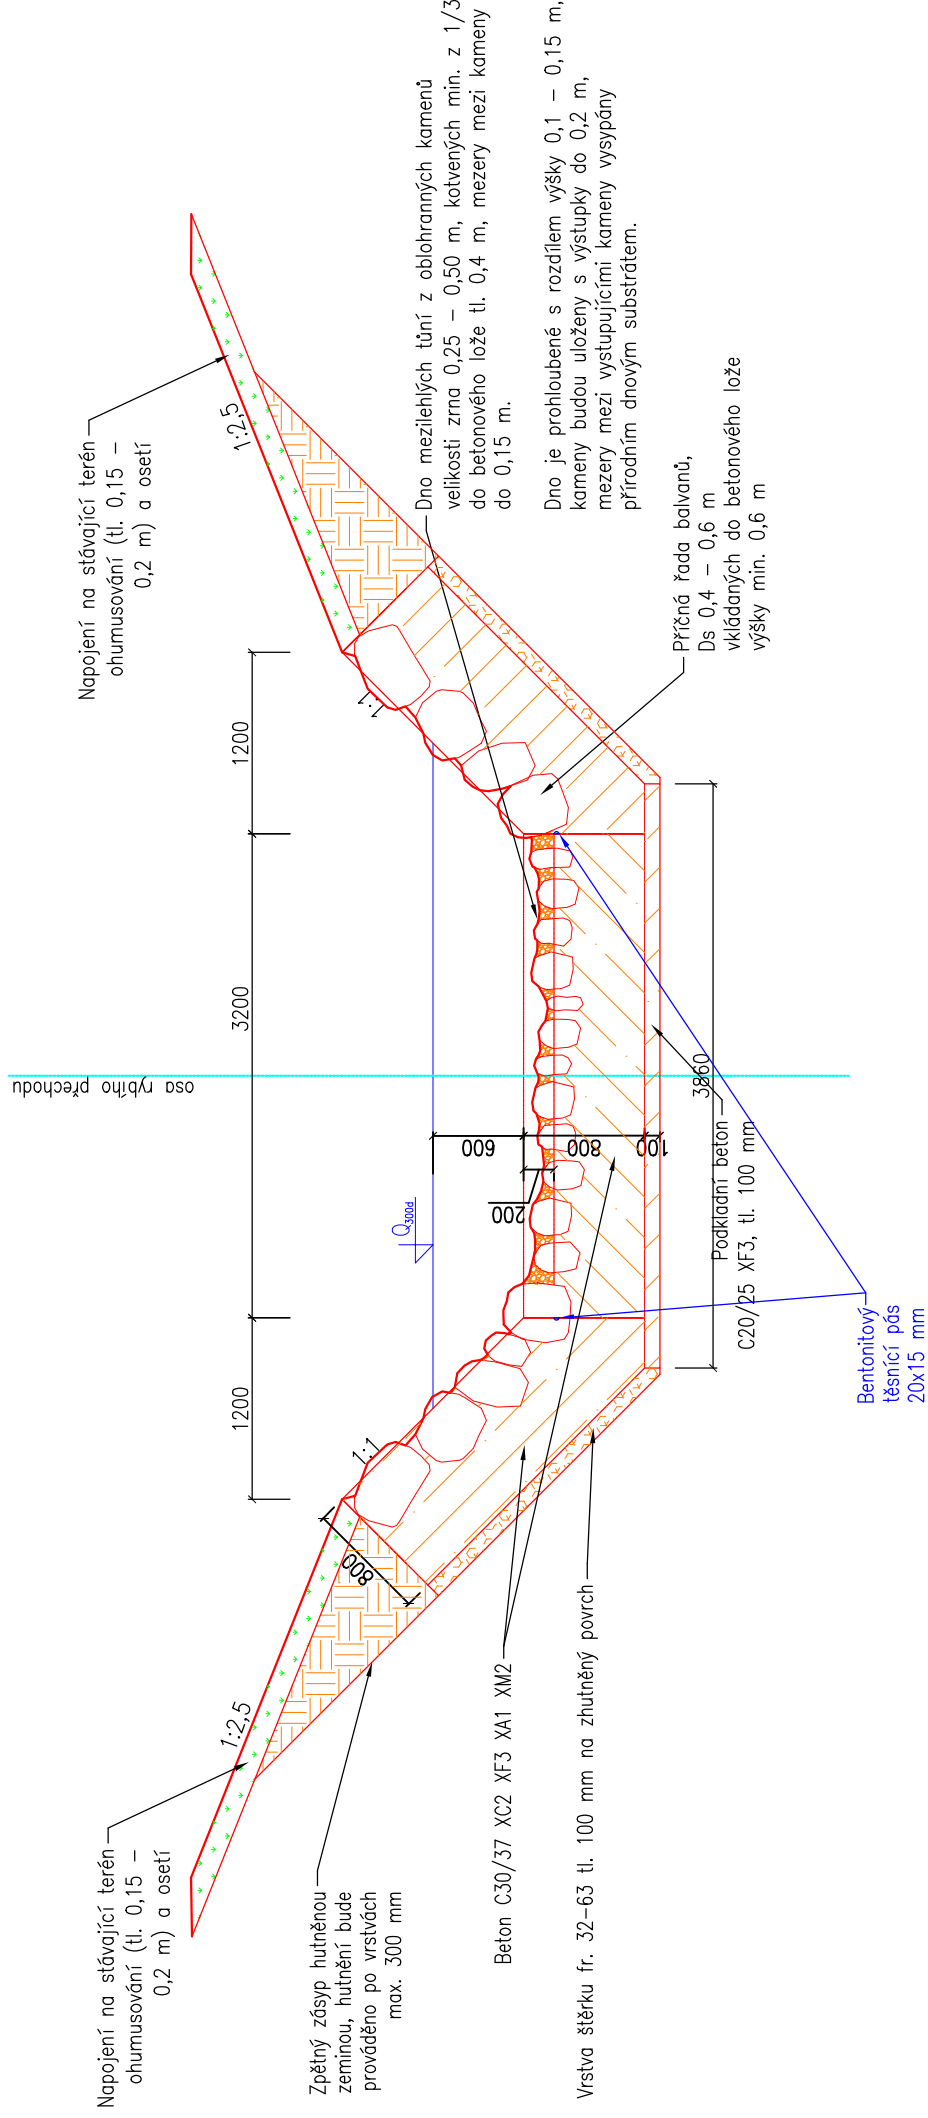 Napojení na stávající terén
ohumusování (tl. 0,15 –
0,2 m) a osetí
Zpětný zásyp hutněnou
zeminou, hutnění bude
prováděno po vrstvách
max. 300 mm
Beton C30/37 XC2 XF3 XA1 XM2
Vrstva štěrku fr. 32–63 tl. 100 mm na zhutněný povrch
1:2,5
800
1:1
1200
3200
1200
Q300d
osa rybího přechodu
600
200
800
100
3860
Podkladní beton
C20/25 XF3, tl. 100 mm
Bentonitový
těsnící pás
20x15 mm
1:1
1:2,5
Napojení na stávající terén
ohumusování (tl. 0,15 –
0,2 m) a osetí
Dno mezilehlých tůní z oblohranných kamenů
velikosti zrna 0,25 – 0,50 m, kotvených min. z 1/3
do betonového lože tl. 0,4 m, mezery mezi kameny
do 0,15 m.
Dno je prohloubené s rozdílem výšky 0,1 – 0,15 m,
kameny budou uloženy s výstupky do 0,2 m,
mezery mezi vystupujícími kameny vysypány
přírodním dnovým substrátem.
Příčná řada balvanů,
Ds 0,4 – 0,6 m
vkládaných do betonového lože
výšky min. 0,6 m